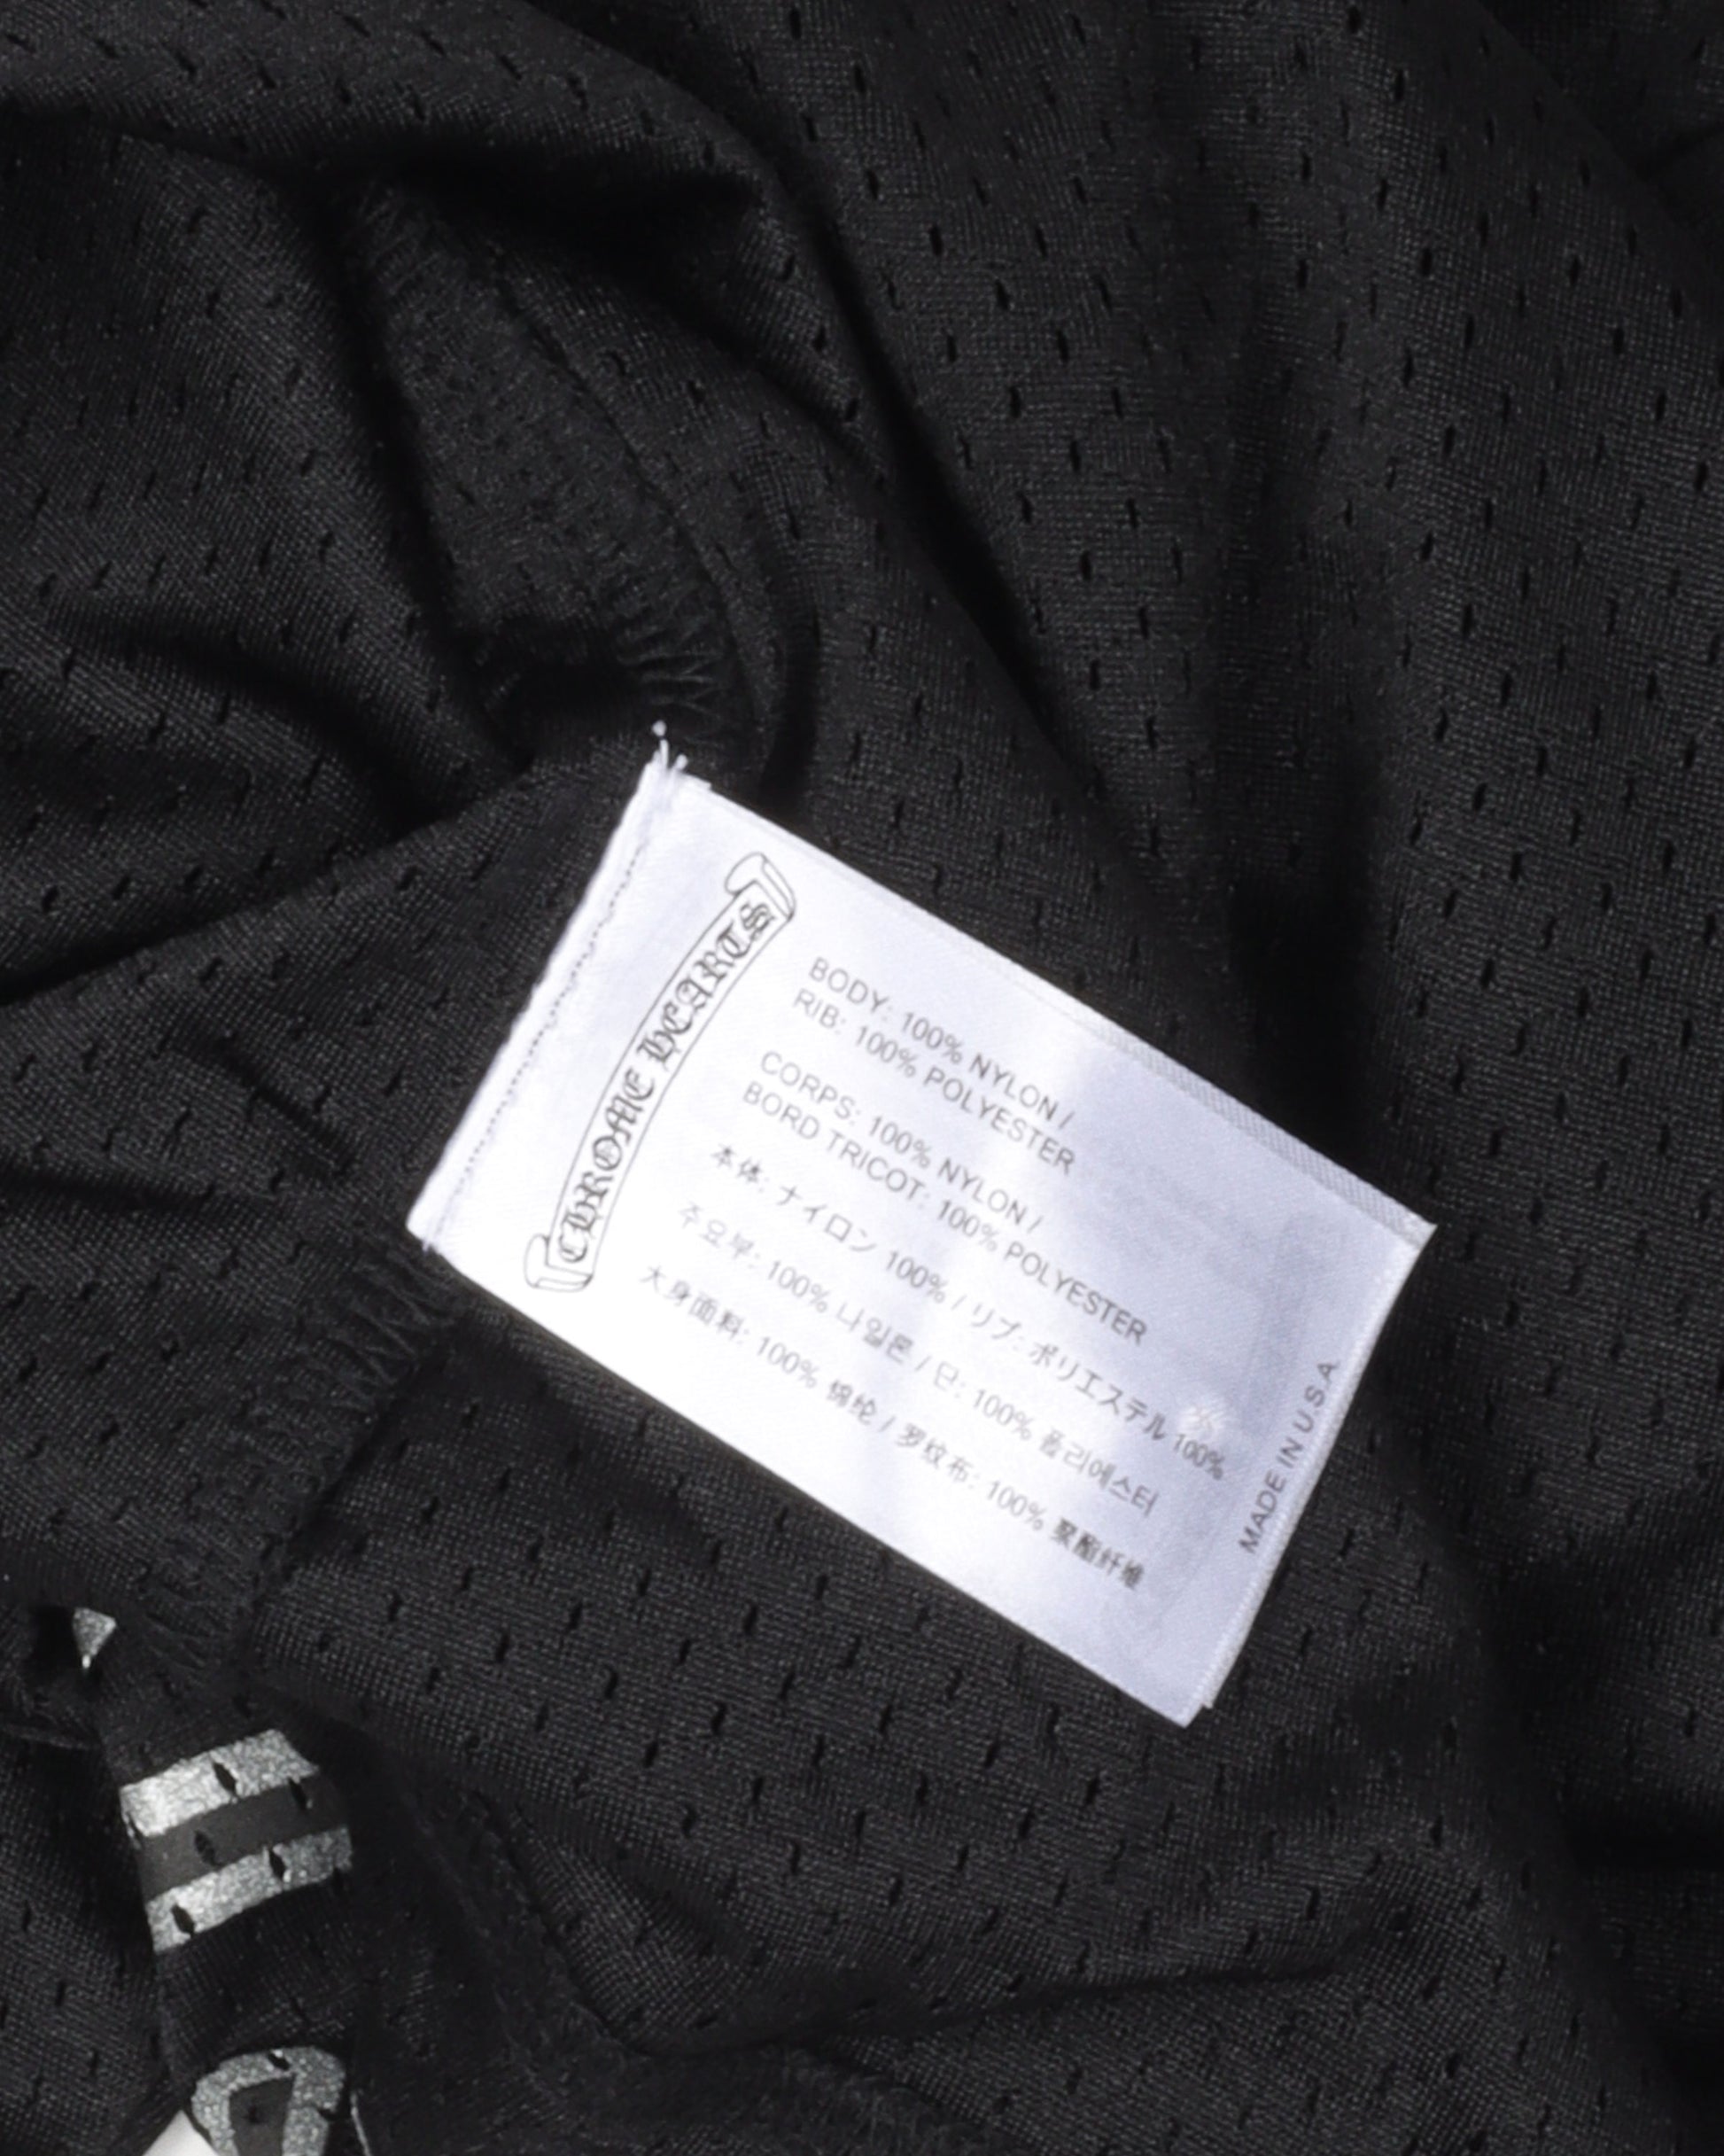 CHROME HEARTS
BODY: 100% NYLON /
RIB: 100% POLYESTER
CORPS: 100% NYLON /
BORD TRICOT: 100% POLYESTER
本体: ナイロン 100% / リブ: ポリエステル 100%
주요부: 100% 나일론 / 단: 100% 폴리에스터
大身面料: 100% 锦纶 / 罗纹布: 100% 聚酯纤维
MADE IN U.S.A.